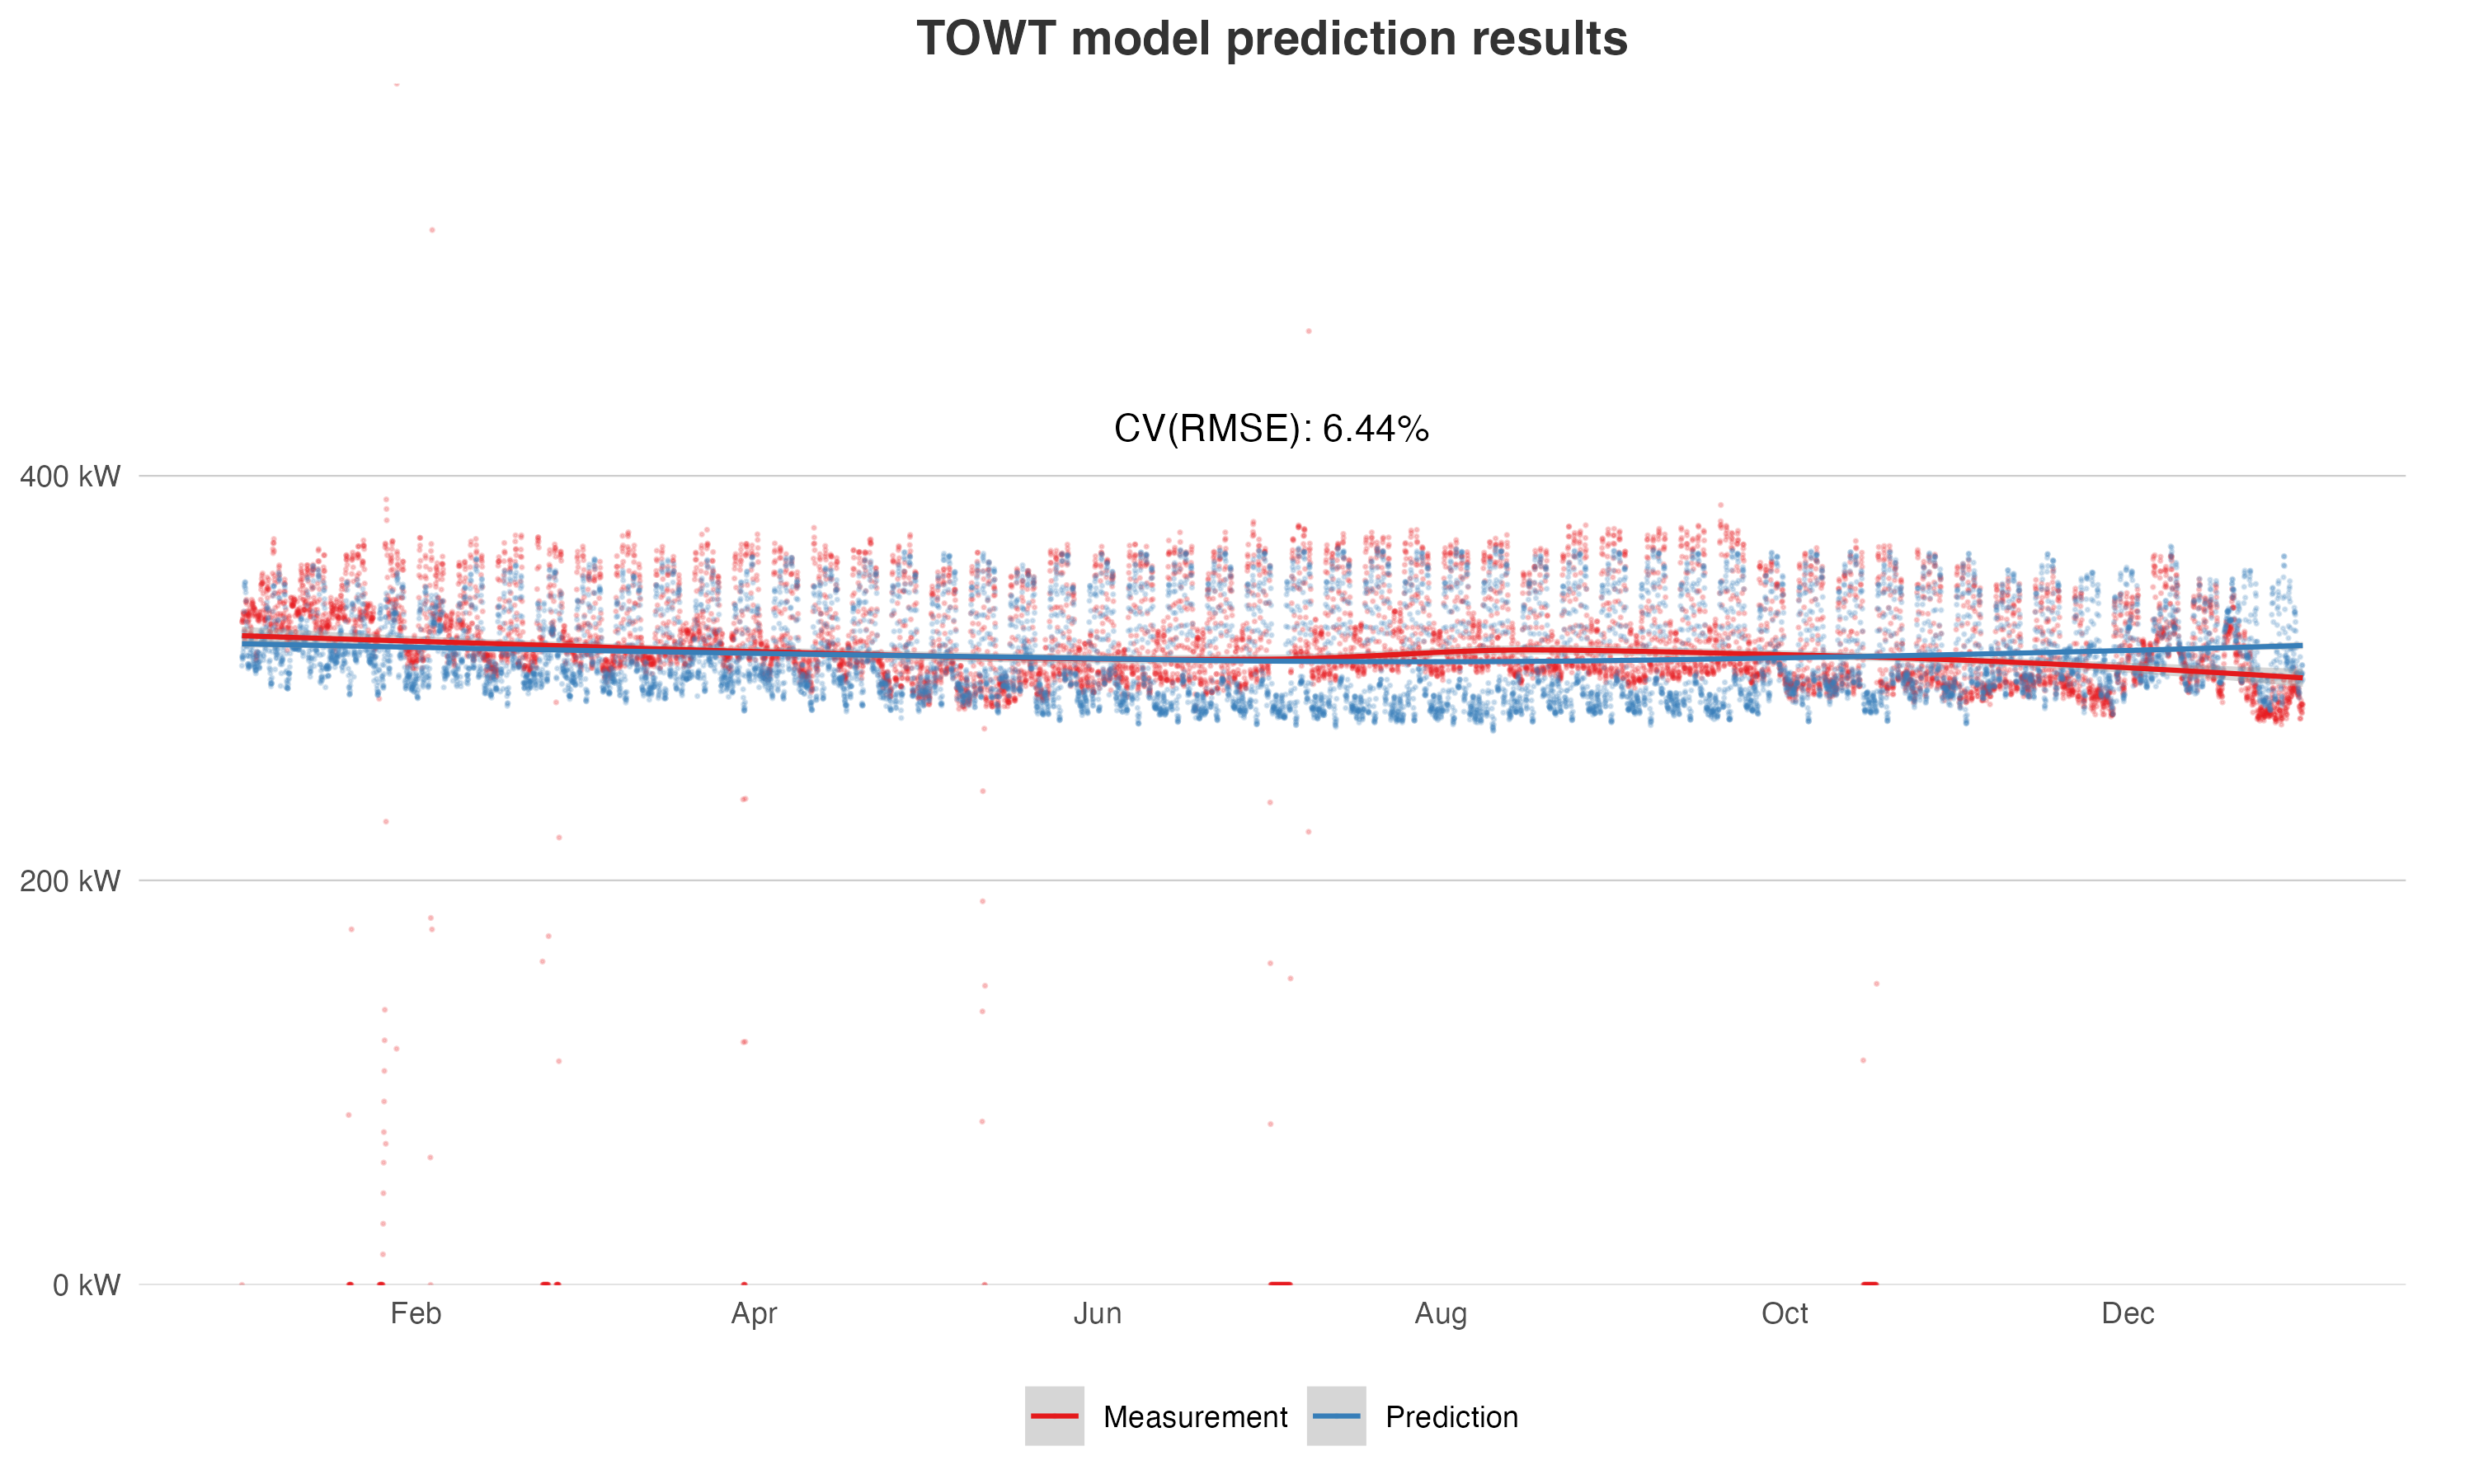 TOWT model prediction results
CV(RMSE): 6.44%
400 kW
200 kW
0 kW
Feb Apr Jun Aug Oct Dec
Measurement Prediction